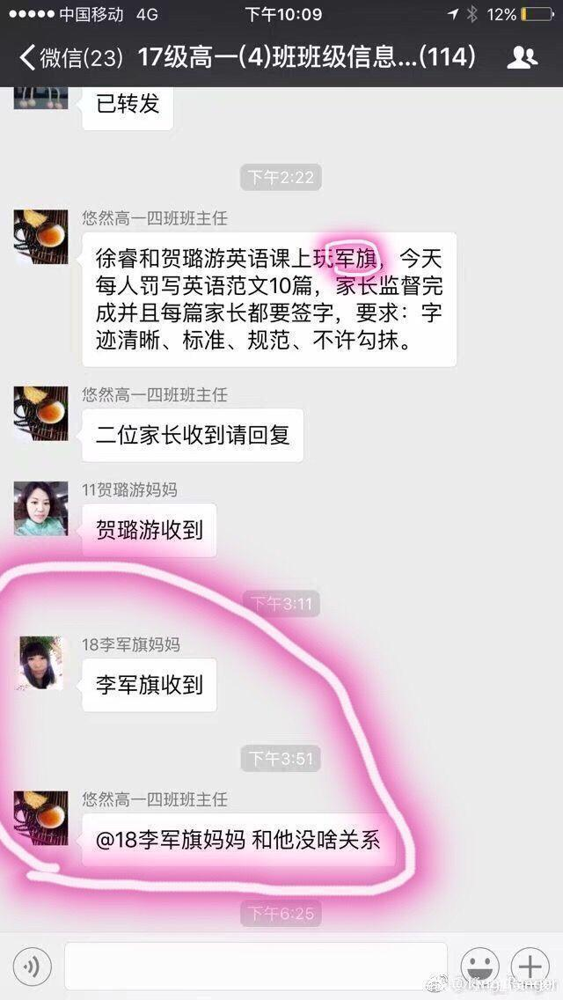 中国移动 4G 下午10:09 12%
微信(23) 17级高一(4)班班级信息...(114)
已转发
下午2:22
悠然高一四班班主任
徐睿和贺璐游英语课上玩军旗，今天
每人罚写英语范文10篇，家长监督完
成并且每篇家长都要签字，要求：字
迹清晰、标准、规范、不许勾抹。
悠然高一四班班主任
二位家长收到请回复
11贺璐游妈妈
贺璐游收到
下午3:11
18李军旗妈妈
李军旗收到
下午3:51
悠然高一四班班主任
@18李军旗妈妈 和他没啥关系
下午6:25